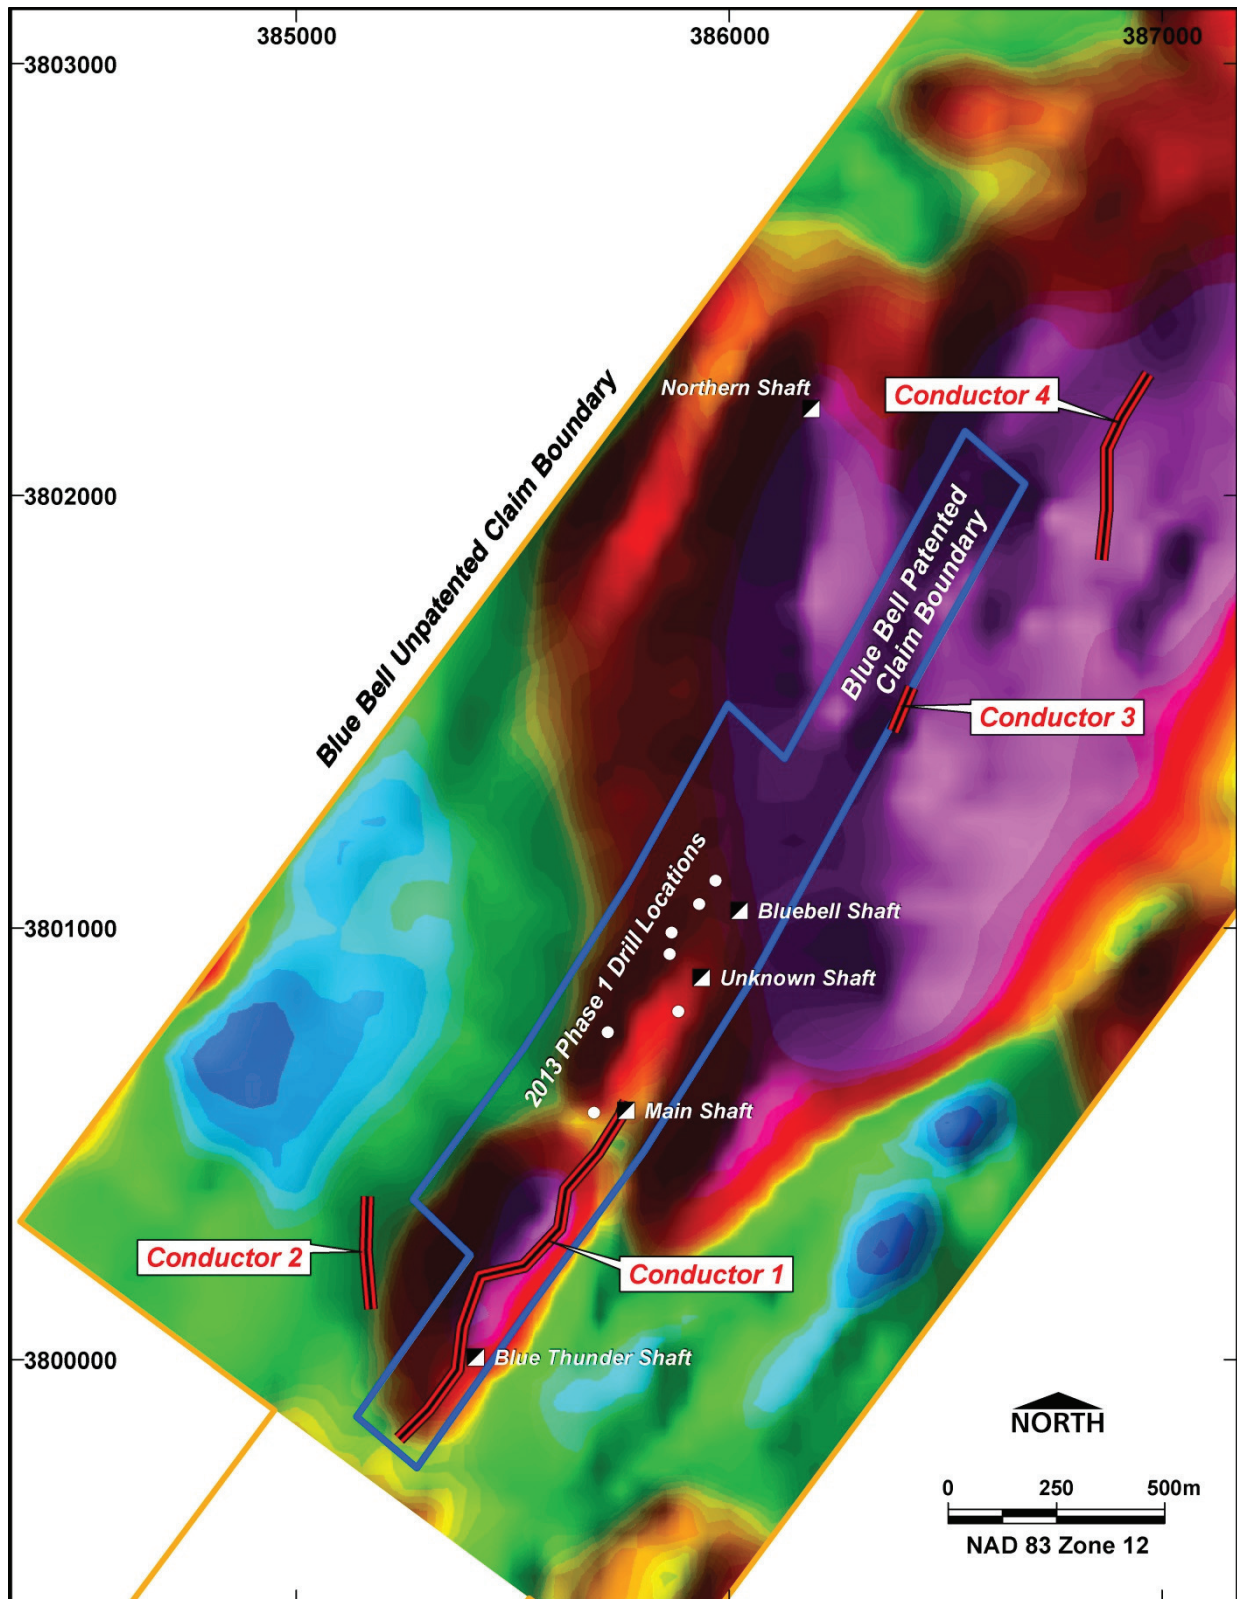 385000
386000
387000
3803000
Northern Shaft
Conductor 4
Blue Bell Unpatented Claim Boundary
3802000
Blue Bell Patented
Claim Boundary
Conductor 3
2013 Phase 1 Drill Locations
Bluebell Shaft
3801000
Unknown Shaft
Main Shaft
Conductor 2
Conductor 1
3800000
Blue Thunder Shaft
NORTH
0 250 500m
NAD 83 Zone 12